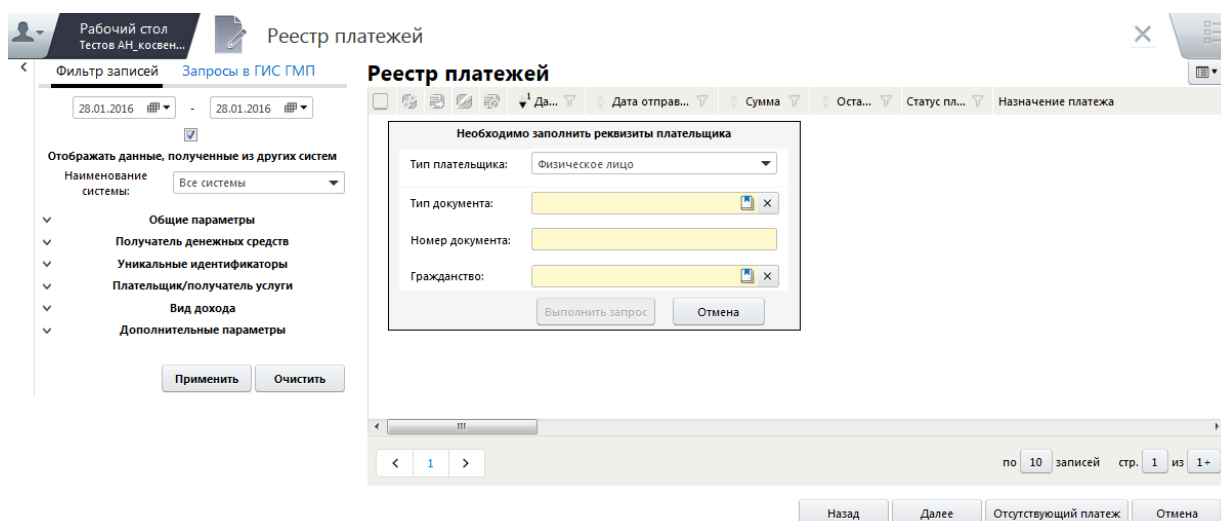 Рабочий стол
Тестов АН_косвен...
Реестр платежей
Фильтр записей Запросы в ГИС ГМП
28.01.2016 - 28.01.2016
Отображать данные, полученные из других систем
Наименование
системы:
Все системы
Общие параметры
Получатель денежных средств
Уникальные идентификаторы
Плательщик/получатель услуги
Вид дохода
Дополнительные параметры
Применить Очистить
Реестр платежей
1 Да... Дата отправ... Сумма Оста... Статус пл... Назначение платежа
Необходимо заполнить реквизиты плательщика
Тип плательщика: Физическое лицо
Тип документа:
Номер документа:
Гражданство:
Выполнить запрос Отмена
1
по 10 записей стр. 1 из 1+
Назад Далее Отсутствующий платеж Отмена